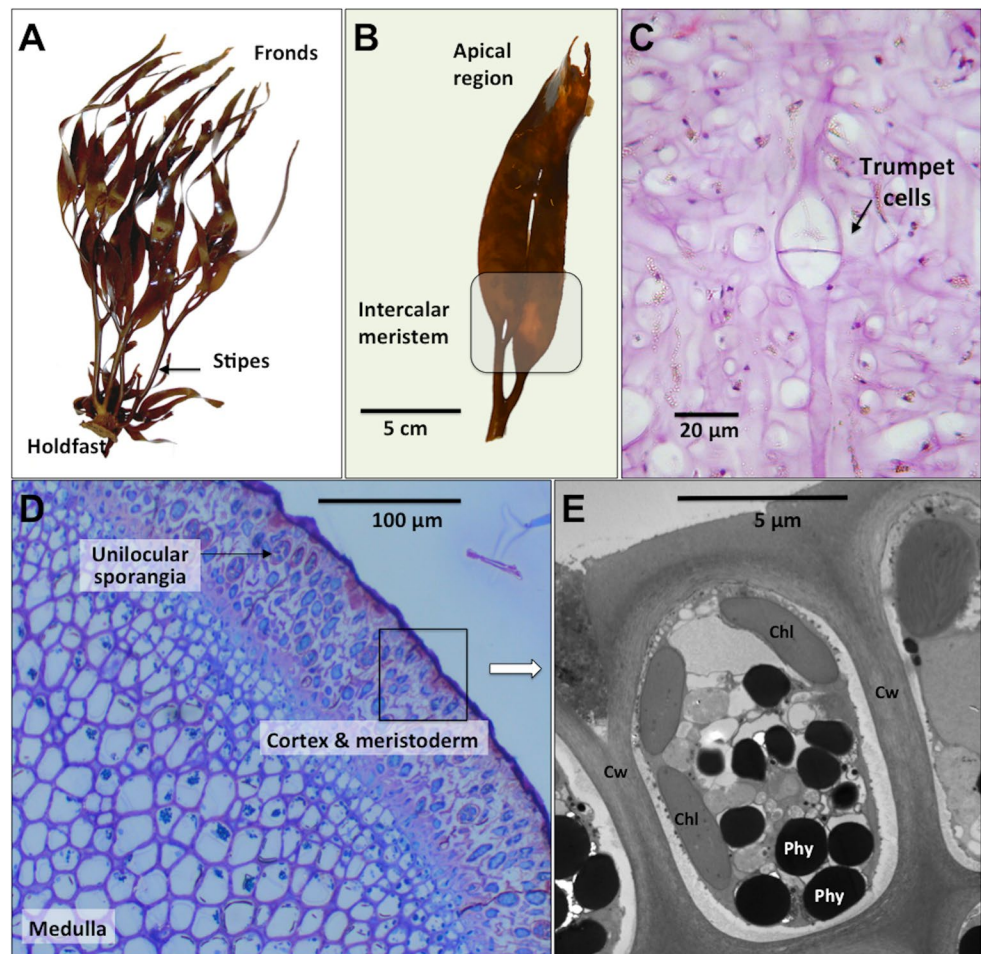 A
Fronds
Stipes
Holdfast
B
Apical
region
Intercalar
meristem
5 cm
C
Trumpet
cells
20 µm
D
100 µm
Unilocular
sporangia
Cortex & meristoderm
Medulla
E
5 µm
Chl
Cw
Cw
Chl
Phy
Phy